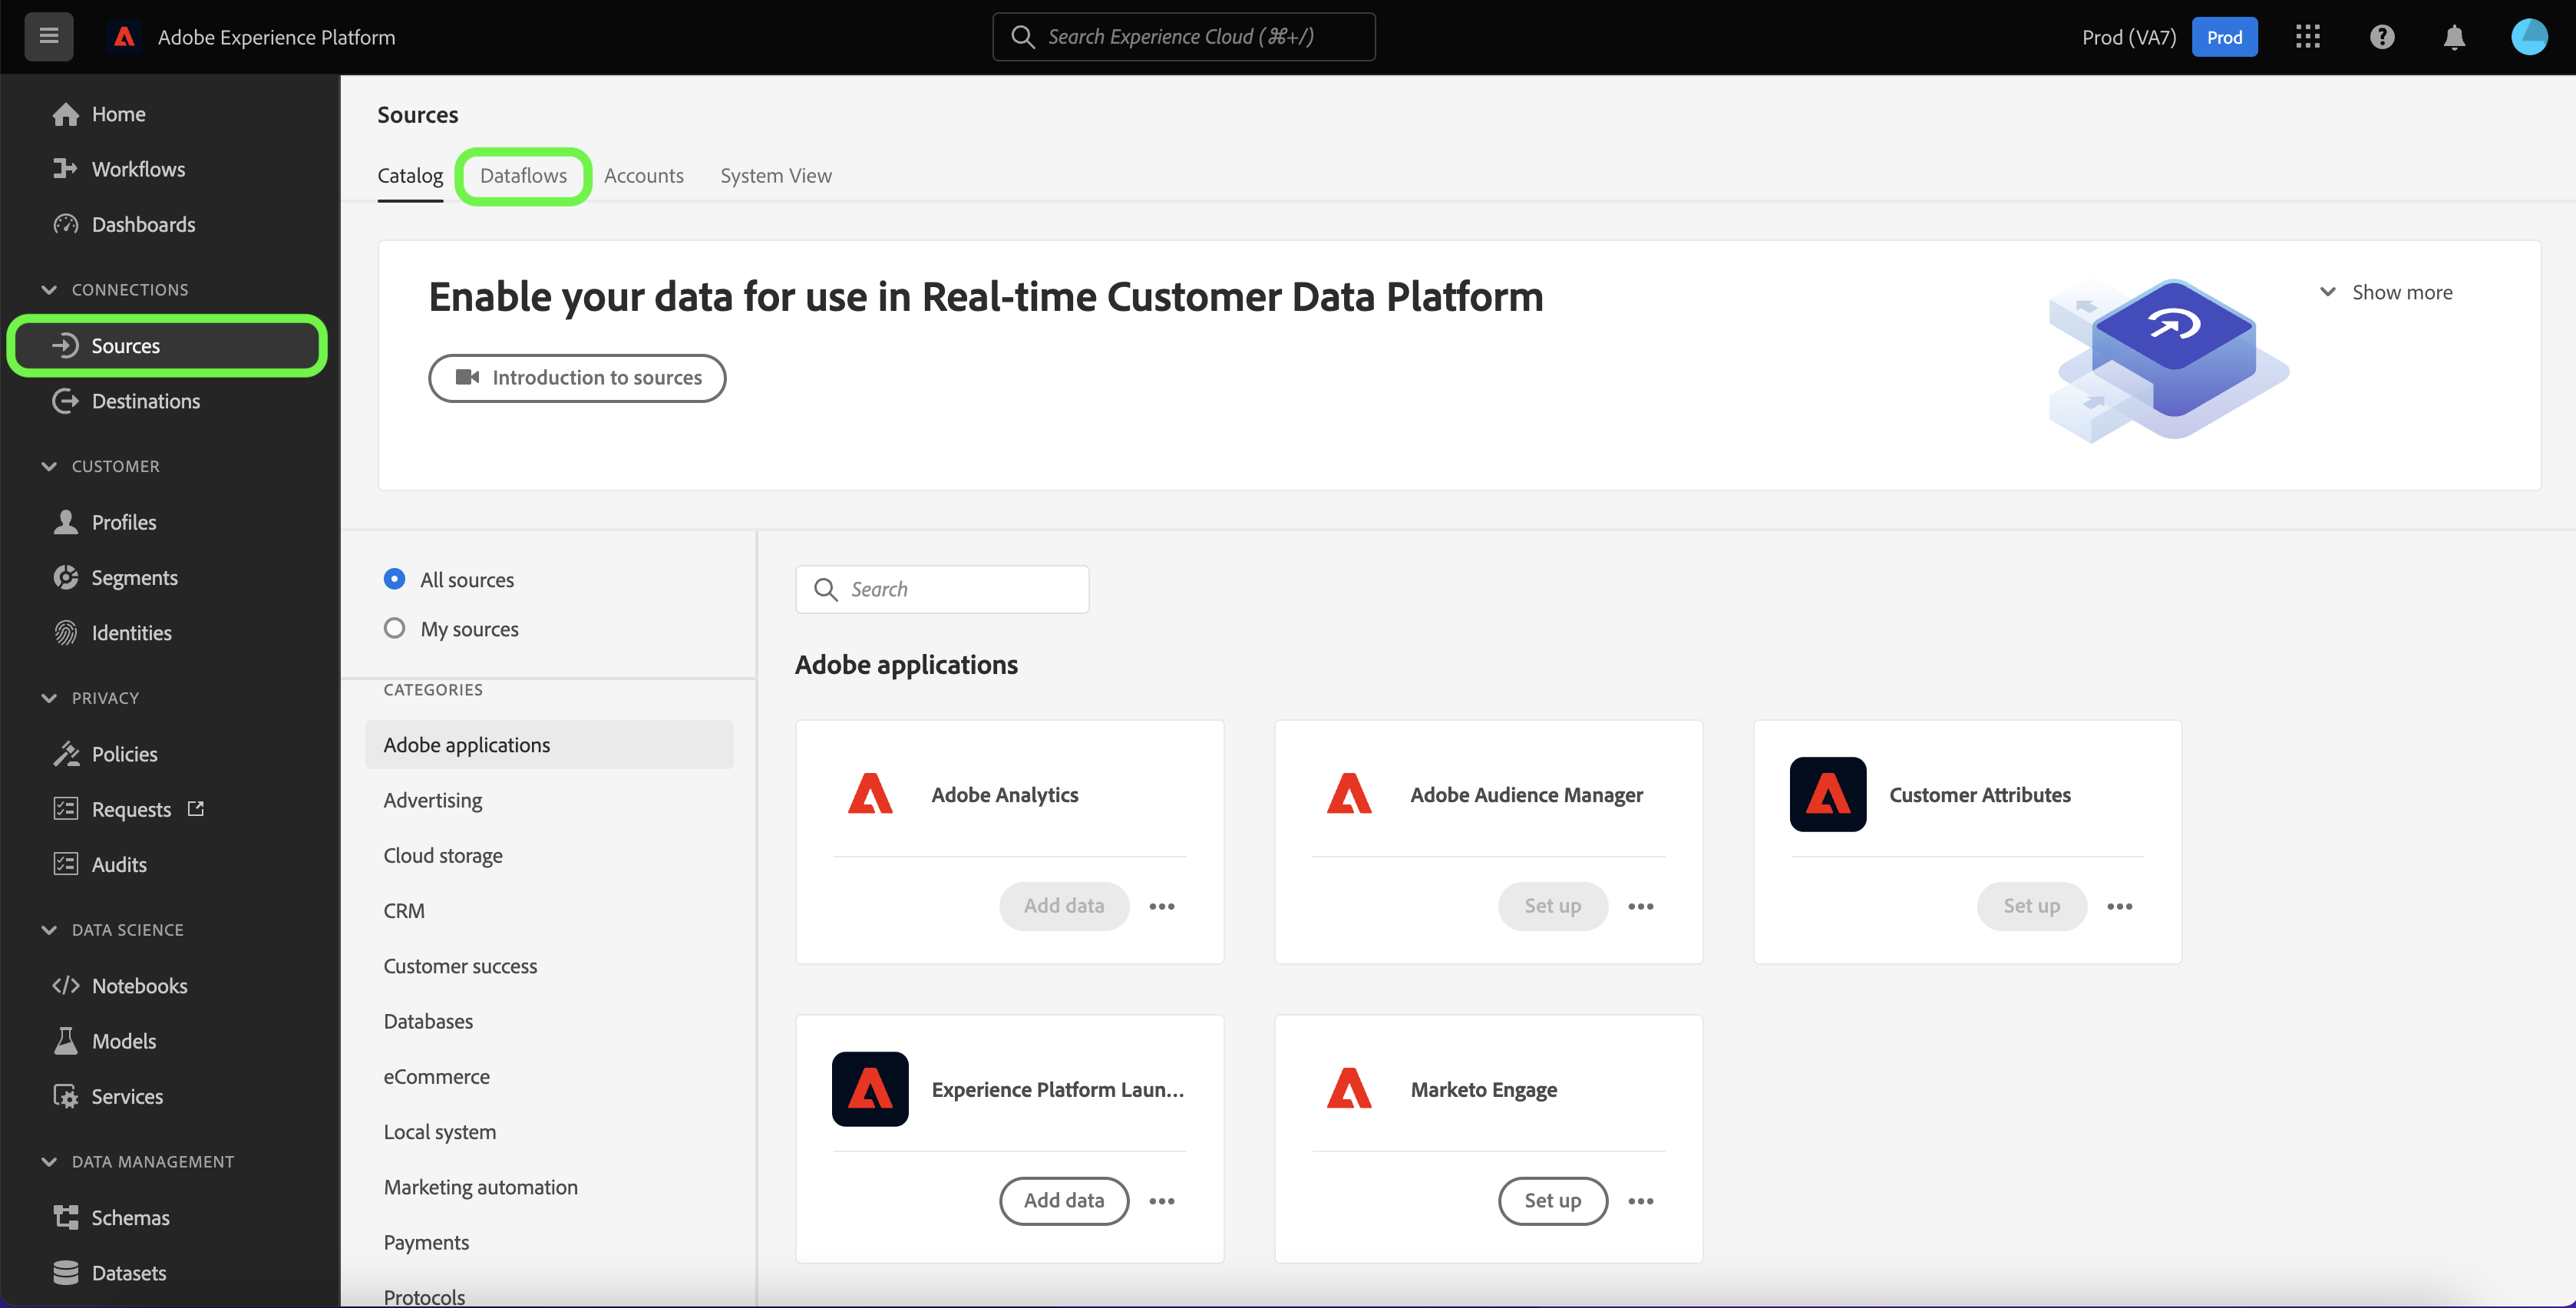 Adobe Experience Platform
Search Experience Cloud (⌘+/)
Prod (VA7)
Prod
Home
Workflows
Dashboards
CONNECTIONS
Sources
Destinations
CUSTOMER
Profiles
Segments
Identities
PRIVACY
Policies
Requests
Audits
DATA SCIENCE
Notebooks
Models
Services
DATA MANAGEMENT
Schemas
Datasets
Sources
Catalog
Dataflows
Accounts
System View
Enable your data for use in Real-time Customer Data Platform
Show more
Introduction to sources
All sources
My sources
CATEGORIES
Adobe applications
Advertising
Cloud storage
CRM
Customer success
Databases
eCommerce
Local system
Marketing automation
Payments
Protocols
Search
Adobe applications
Adobe Analytics
Add data
Adobe Audience Manager
Set up
Customer Attributes
Set up
Experience Platform Laun...
Add data
Marketo Engage
Set up